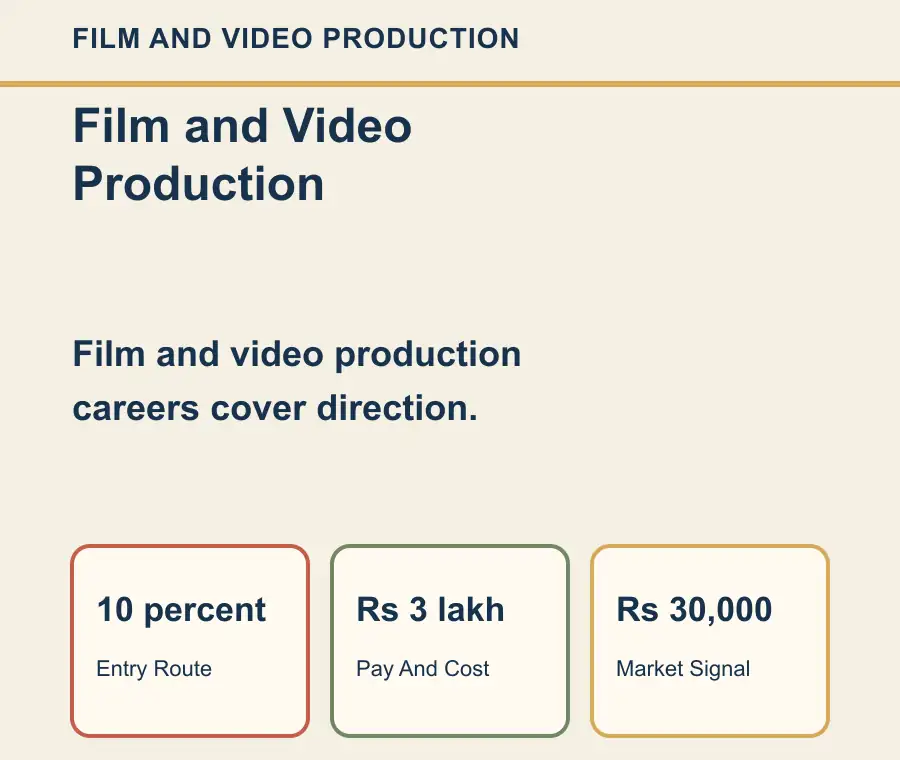 FILM AND VIDEO PRODUCTION
Film and Video
Production
Film and video production
careers cover direction.
10 percent
Entry Route
Rs 3 lakh
Pay And Cost
Rs 30,000
Market Signal